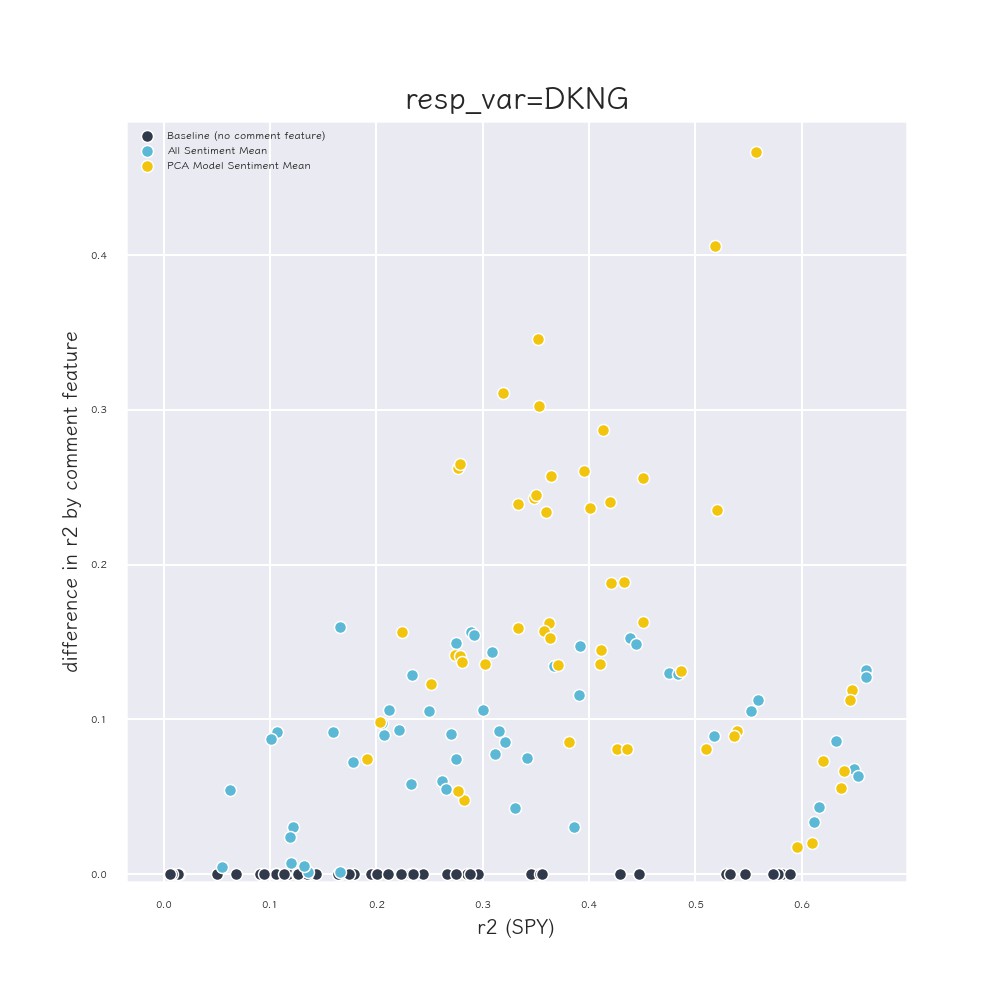 resp_var=DKNG
Baseline (no comment feature)
All Sentiment Mean
PCA Model Sentiment Mean
difference in r2 by comment feature
0.4
0.3
0.2
0.1
0.0
0.0 0.1 0.2 0.3 0.4 0.5 0.6
r2 (SPY)